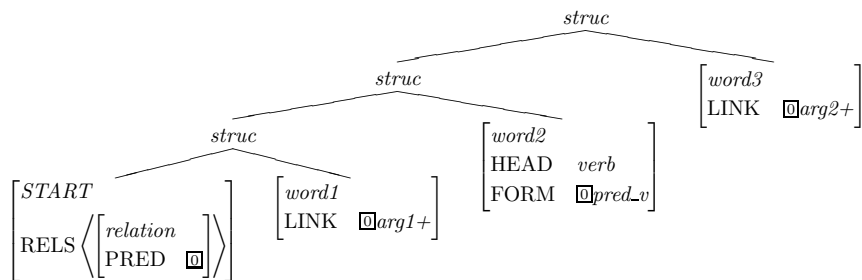 struc
struc
word3
LINK 0 arg2+
struc
word2
HEAD verb
FORM 0 pred_v
START
RELS ⟨[relation
PRED 0]⟩
word1
LINK 0 arg1+